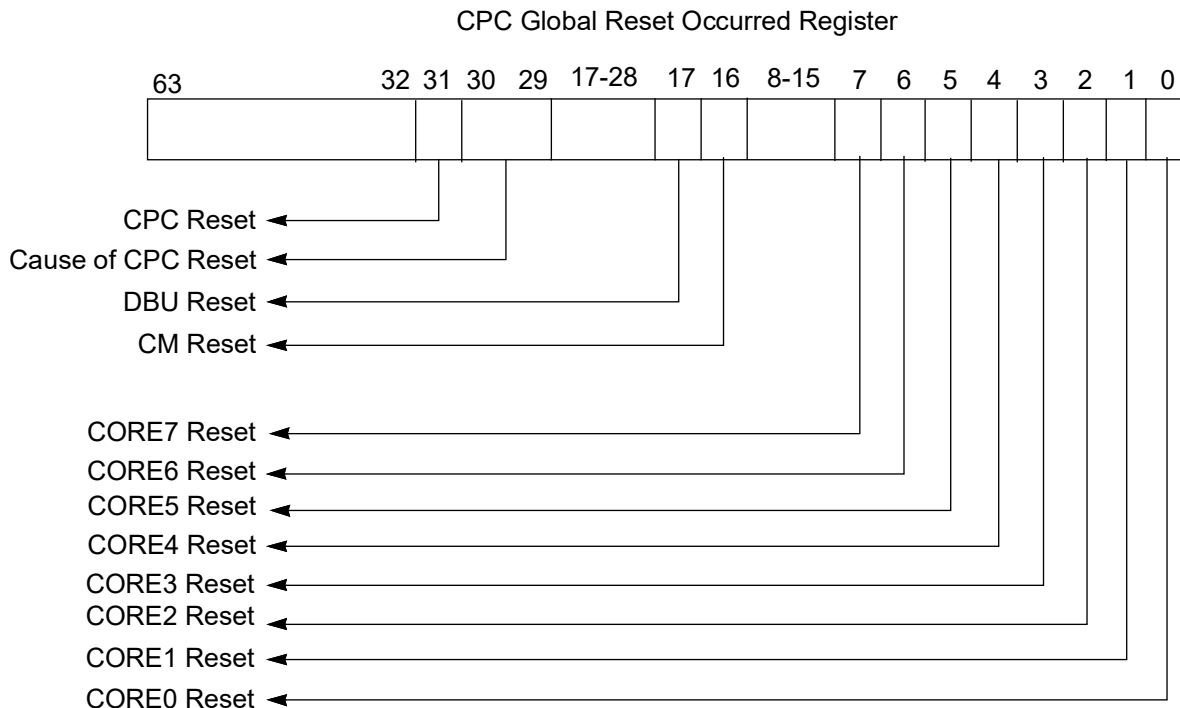 CPC Global Reset Occurred Register
63 32 31 30 29 17-28 17 16 8-15 7 6 5 4 3 2 1 0
CPC Reset
Cause of CPC Reset
DBU Reset
CM Reset
CORE7 Reset
CORE6 Reset
CORE5 Reset
CORE4 Reset
CORE3 Reset
CORE2 Reset
CORE1 Reset
CORE0 Reset